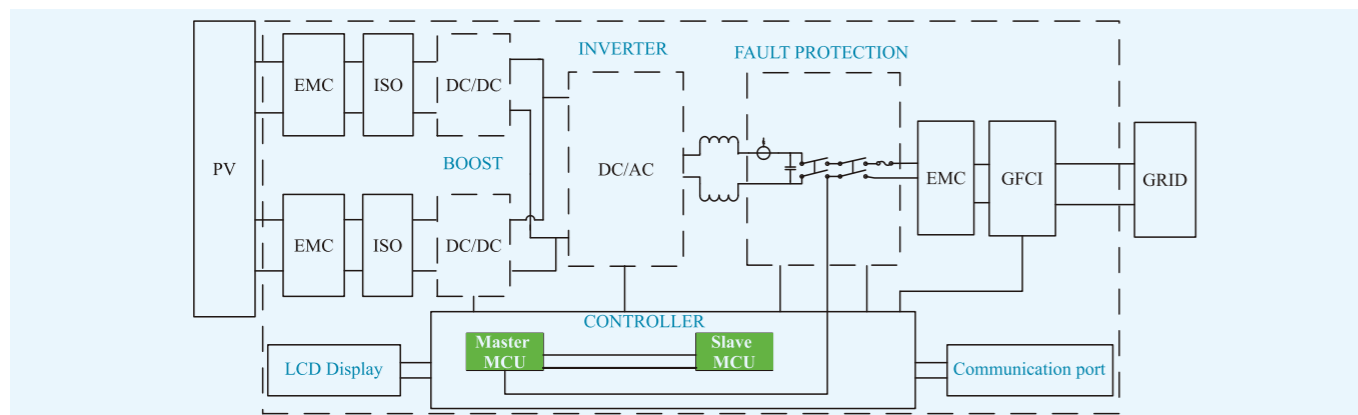 INVERTER
FAULT PROTECTION
PV
EMC
ISO
DC/DC
BOOST
DC/AC
EMC
GFCI
GRID
EMC
ISO
DC/DC
CONTROLLER
Master
MCU
Slave
MCU
LCD Display
Communication port